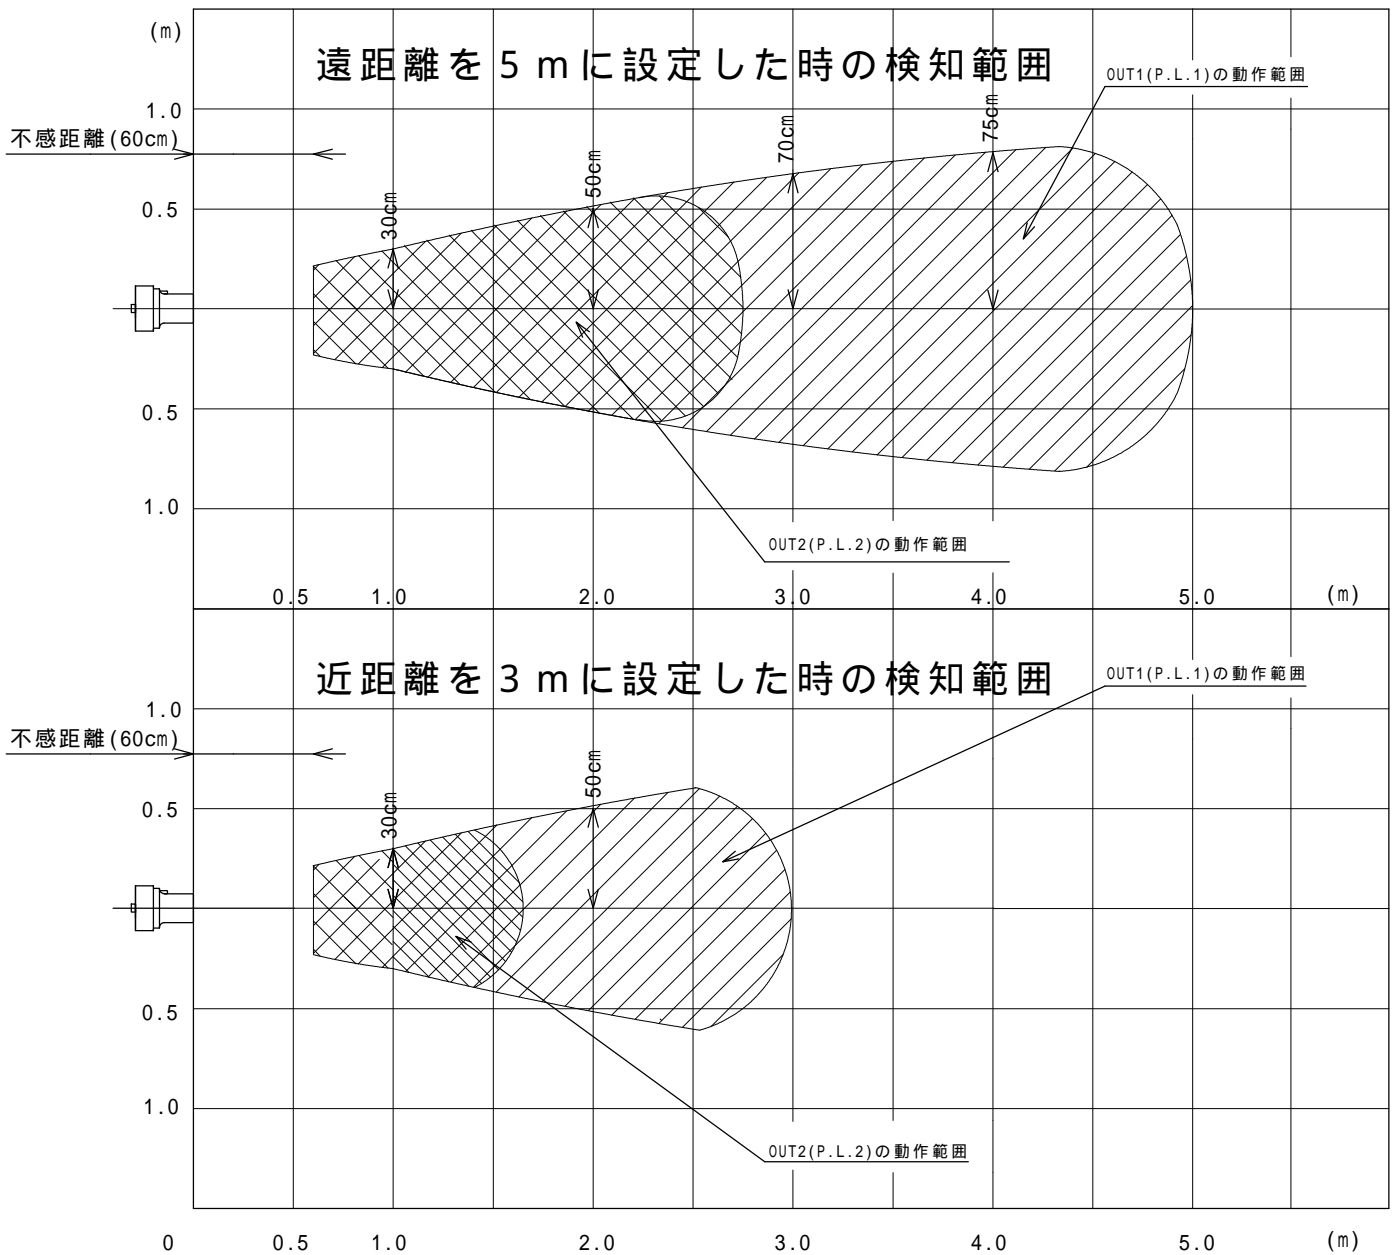 (m)
遠距離を5mに設定した時の検知範囲
OUT1(P.L.1)の動作範囲
1.0
不感距離(60cm)
30cm
50cm
70cm
75cm
0.5
0.5
1.0
OUT2(P.L.2)の動作範囲
0.5 1.0 2.0 3.0 4.0 5.0 (m)
近距離を3mに設定した時の検知範囲
OUT1(P.L.1)の動作範囲
1.0
不感距離(60cm)
30cm
50cm
0.5
0.5
1.0
OUT2(P.L.2)の動作範囲
0 0.5 1.0 2.0 3.0 4.0 5.0 (m)